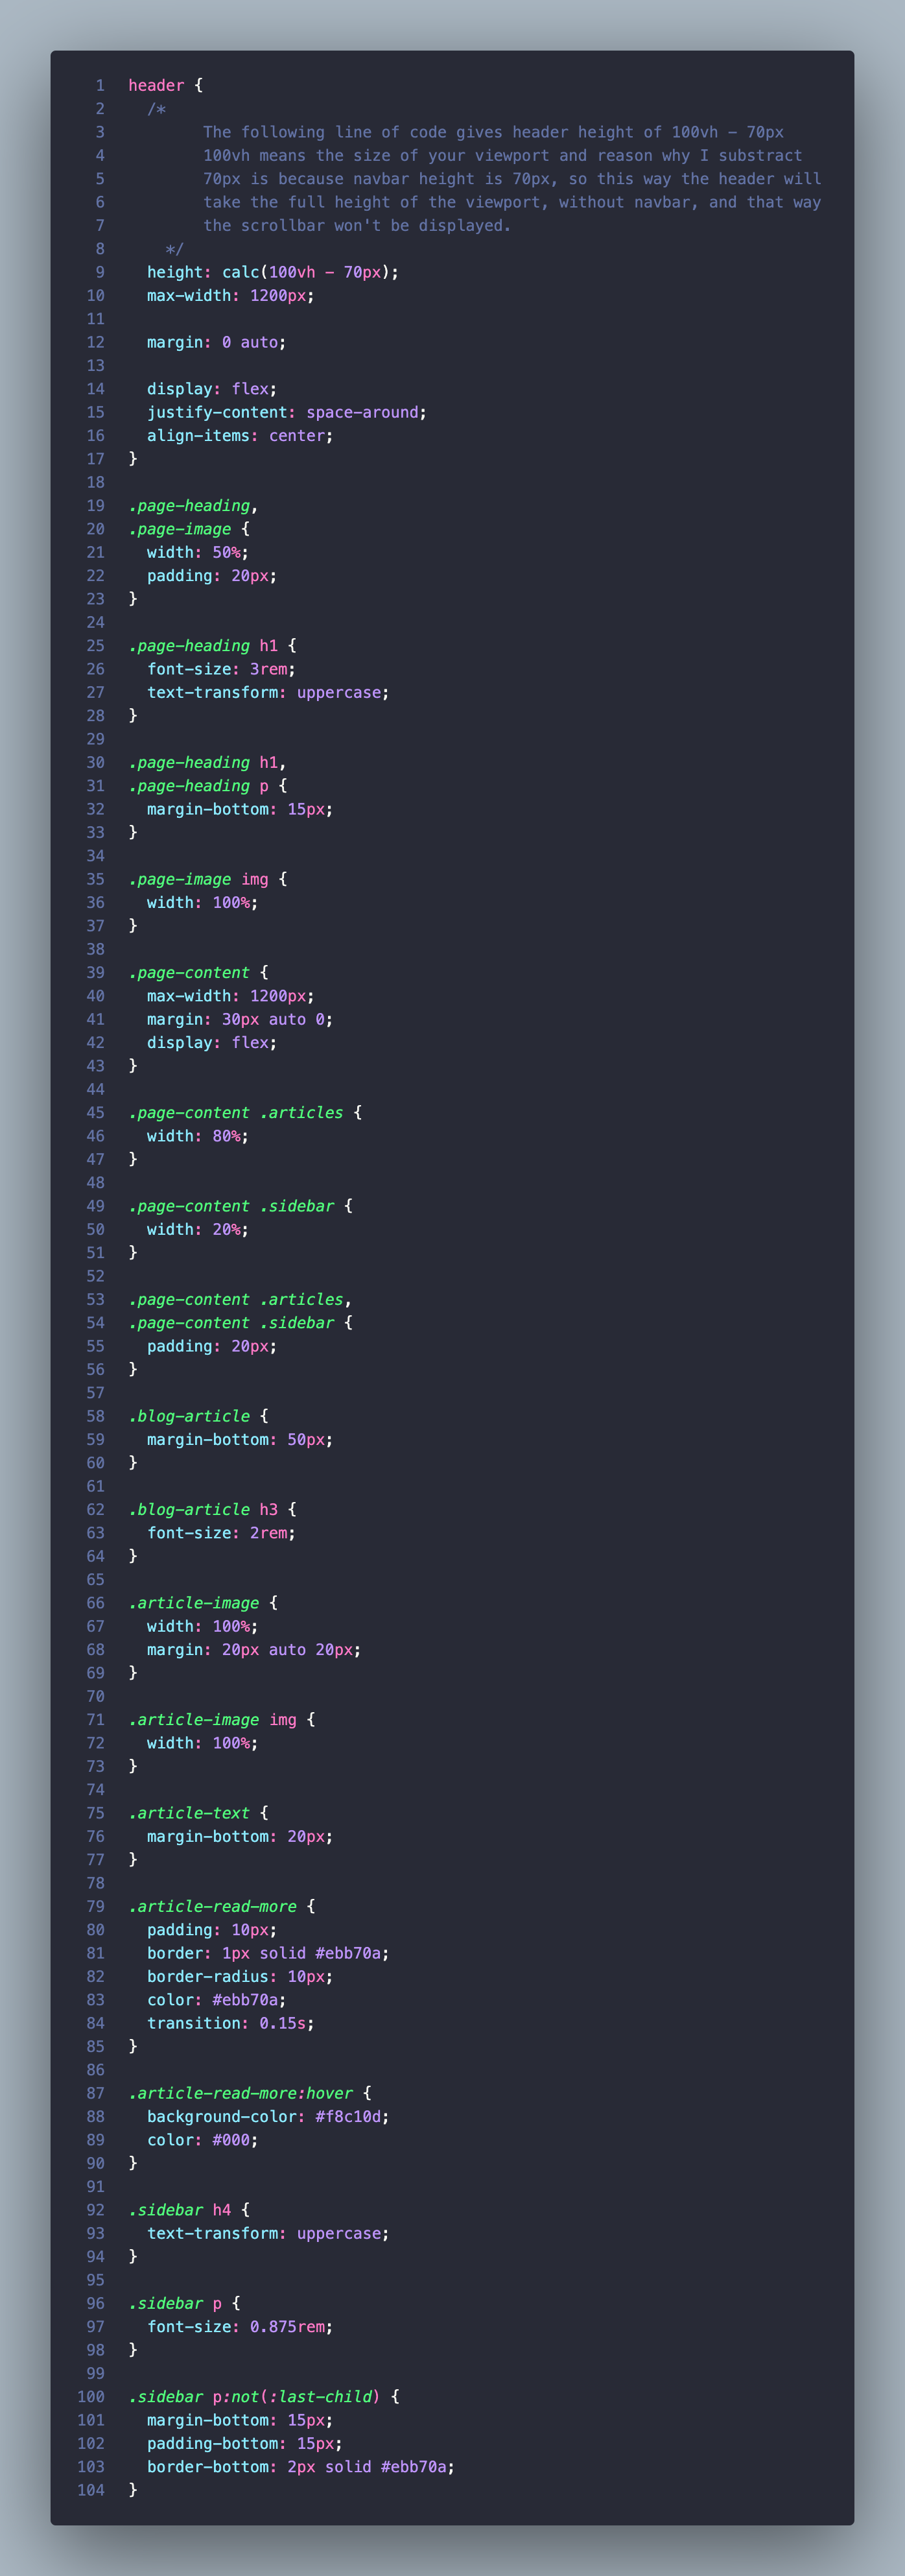 1 header {
2 /*
3 The following line of code gives header height of 100vh - 70px
4 100vh means the size of your viewport and reason why I substract
5 70px is because navbar height is 70px, so this way the header will
6 take the full height of the viewport, without navbar, and that way
7 the scrollbar won't be displayed.
8 */
9 height: calc(100vh - 70px);
10 max-width: 1200px;
11
12 margin: 0 auto;
13
14 display: flex;
15 justify-content: space-around;
16 align-items: center;
17 }
18
19 .page-heading,
20 .page-image {
21 width: 50%;
22 padding: 20px;
23 }
24
25 .page-heading h1 {
26 font-size: 3rem;
27 text-transform: uppercase;
28 }
29
30 .page-heading h1,
31 .page-heading p {
32 margin-bottom: 15px;
33 }
34
35 .page-image img {
36 width: 100%;
37 }
38
39 .page-content {
40 max-width: 1200px;
41 margin: 30px auto 0;
42 display: flex;
43 }
44
45 .page-content .articles {
46 width: 80%;
47 }
48
49 .page-content .sidebar {
50 width: 20%;
51 }
52
53 .page-content .articles,
54 .page-content .sidebar {
55 padding: 20px;
56 }
57
58 .blog-article {
59 margin-bottom: 50px;
60 }
61
62 .blog-article h3 {
63 font-size: 2rem;
64 }
65
66 .article-image {
67 width: 100%;
68 margin: 20px auto 20px;
69 }
70
71 .article-image img {
72 width: 100%;
73 }
74
75 .article-text {
76 margin-bottom: 20px;
77 }
78
79 .article-read-more {
80 padding: 10px;
81 border: 1px solid #ebb70a;
82 border-radius: 10px;
83 color: #ebb70a;
84 transition: 0.15s;
85 }
86
87 .article-read-more:hover {
88 background-color: #f8c10d;
89 color: #000;
90 }
91
92 .sidebar h4 {
93 text-transform: uppercase;
94 }
95
96 .sidebar p {
97 font-size: 0.875rem;
98 }
99
100 .sidebar p:not(:last-child) {
101 margin-bottom: 15px;
102 padding-bottom: 15px;
103 border-bottom: 2px solid #ebb70a;
104 }